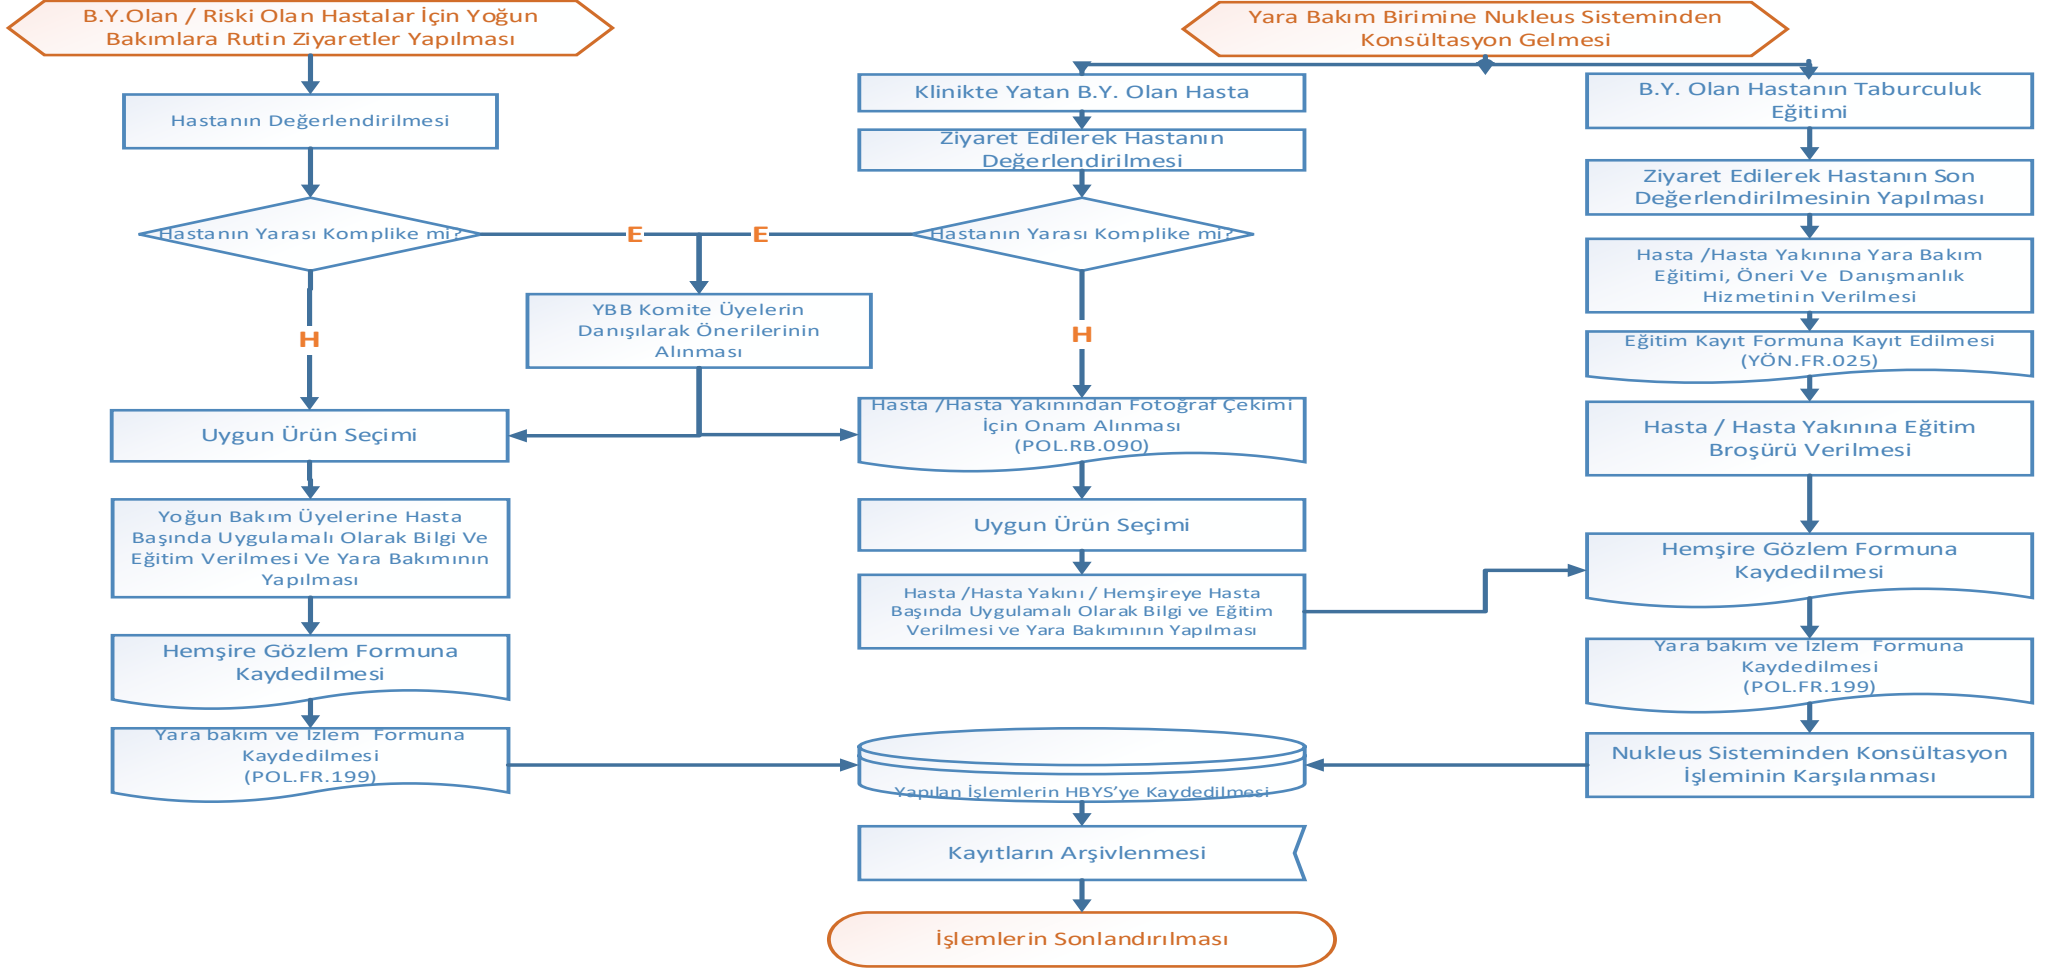 B.Y.Olan / Riski Olan Hastalar İçin Yoğun
Bakımlara Rutin Ziyaretler Yapılması
Hastanın Değerlendirilmesi
Hastanın Yarası Komplike mi?
E
H
YBB Komite Üyelerin
Danışılarak Önerilerinin
Alınması
Uygun Ürün Seçimi
Yoğun Bakım Üyelerine Hasta
Başında Uygulamalı Olarak Bilgi Ve
Eğitim Verilmesi Ve Yara Bakımının
Yapılması
Hemşire Gözlem Formuna
Kaydedilmesi
Yara bakım ve İzlem  Formuna
Kaydedilmesi
(POL.FR.199)
Yara Bakım Birimine Nukleus Sisteminden
Konsültasyon Gelmesi
Klinikte Yatan B.Y. Olan Hasta
Ziyaret Edilerek Hastanın
Değerlendirilmesi
Hastanın Yarası Komplike mi?
E
H
Hasta /Hasta Yakınından Fotoğraf Çekimi
İçin Onam Alınması
(POL.RB.090)
Uygun Ürün Seçimi
Hasta /Hasta Yakını / Hemşireye Hasta
Başında Uygulamalı Olarak Bilgi ve Eğitim
Verilmesi ve Yara Bakımının Yapılması
B.Y. Olan Hastanın Taburculuk
Eğitimi
Ziyaret Edilerek Hastanın Son
Değerlendirilmesinin Yapılması
Hasta /Hasta Yakınına Yara Bakım
Eğitimi, Öneri Ve  Danışmanlık
Hizmetinin Verilmesi
Eğitim Kayıt Formuna Kayıt Edilmesi
(YÖN.FR.025)
Hasta / Hasta Yakınına Eğitim
Broşürü Verilmesi
Hemşire Gözlem Formuna
Kaydedilmesi
Yara bakım ve İzlem  Formuna
Kaydedilmesi
(POL.FR.199)
Nukleus Sisteminden Konsültasyon
İşleminin Karşılanması
Yapılan İşlemlerin HBYS’ye Kaydedilmesi
Kayıtların Arşivlenmesi
İşlemlerin Sonlandırılması